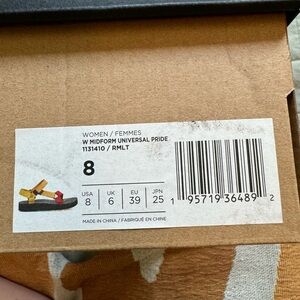 WOMEN / FEMMES
W MIDFORM UNIVERSAL PRIDE
1131410 / RMLT
8
USA UK EU JPN
8 6 39 25
1 95719 36489 2
MADE IN CHINA / FABRIQUÉ EN CHINE